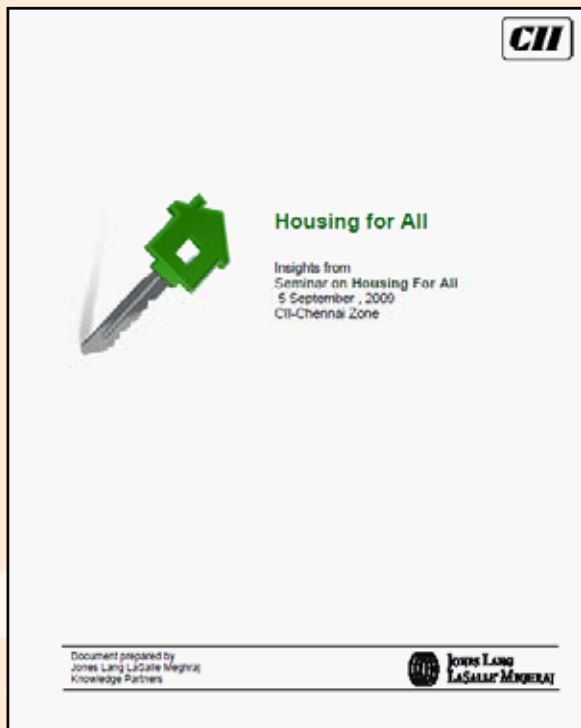 CII
Housing for All
Insights from
Seminar on Housing For All
5 September , 2009
CII-Chennai Zone
Document prepared by
Jones Lang LaSalle Meghraj
Knowledge Partners
JONES LANG
LASALLE MEGHRAJ